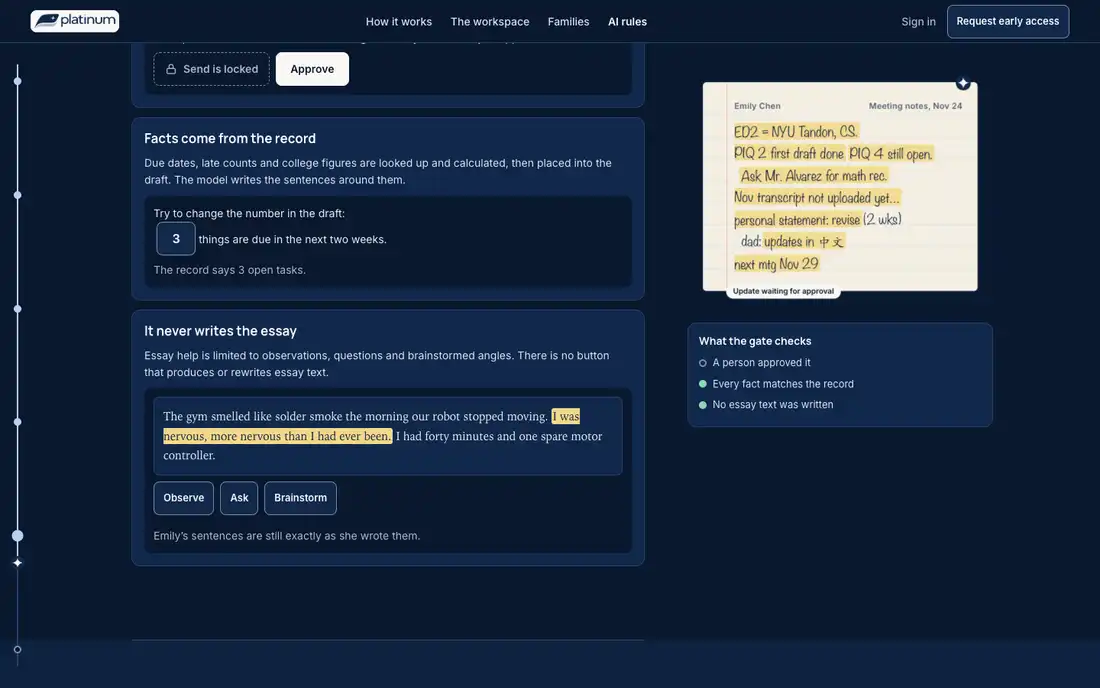 platinum
How it works The workspace Families AI rules
Sign in Request early access
Send is locked Approve
Facts come from the record
Due dates, late counts and college figures are looked up and calculated, then placed into the
draft. The model writes the sentences around them.
Try to change the number in the draft:
3 things are due in the next two weeks.
The record says 3 open tasks.
It never writes the essay
Essay help is limited to observations, questions and brainstormed angles. There is no button
that produces or rewrites essay text.
The gym smelled like solder smoke the morning our robot stopped moving. I was
nervous, more nervous than I had ever been. I had forty minutes and one spare motor
controller.
Observe Ask Brainstorm
Emily’s sentences are still exactly as she wrote them.
Emily Chen Meeting notes, Nov 24
ED2 = NYU Tandon, CS.
PIQ 2 first draft done PIQ 4 still open.
Ask Mr. Alvarez for math rec.
Nov transcript not uploaded yet...
personal statement: revise (2 wks)
dad: updates in 中文
next mtg Nov 29
Update waiting for approval
What the gate checks
A person approved it
Every fact matches the record
No essay text was written